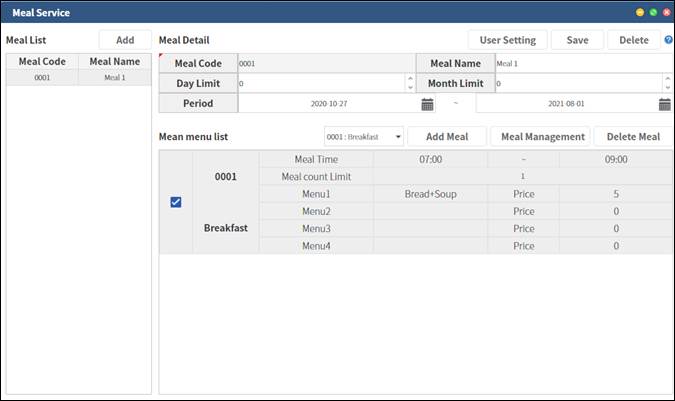 Meal Service
Meal List Add
Meal Code Meal Name
0001 Meal 1
Meal Detail User Setting Save Delete ?
Meal Code 0001 Meal Name Meal 1
Day Limit 0 Month Limit 0
Period 2020-10-27 ~ 2021-08-01
Mean menu list 0001 : Breakfast Add Meal Meal Management Delete Meal
0001
Breakfast
Meal Time 07:00 ~ 09:00
Meal count Limit 1
Menu1 Bread+Soup Price 5
Menu2 Price 0
Menu3 Price 0
Menu4 Price 0